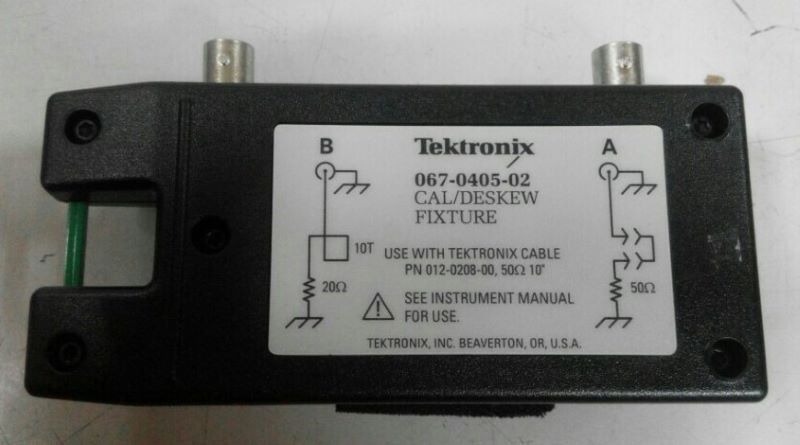 B
Tektronix
A
067-0405-02
CAL/DESKEW
FIXTURE
10T
USE WITH TEKTRONIX CABLE
PN 012-0208-00, 50Ω 10"
20Ω
50Ω
SEE INSTRUMENT MANUAL
FOR USE.
TEKTRONIX, INC. BEAVERTON, OR, U.S.A.